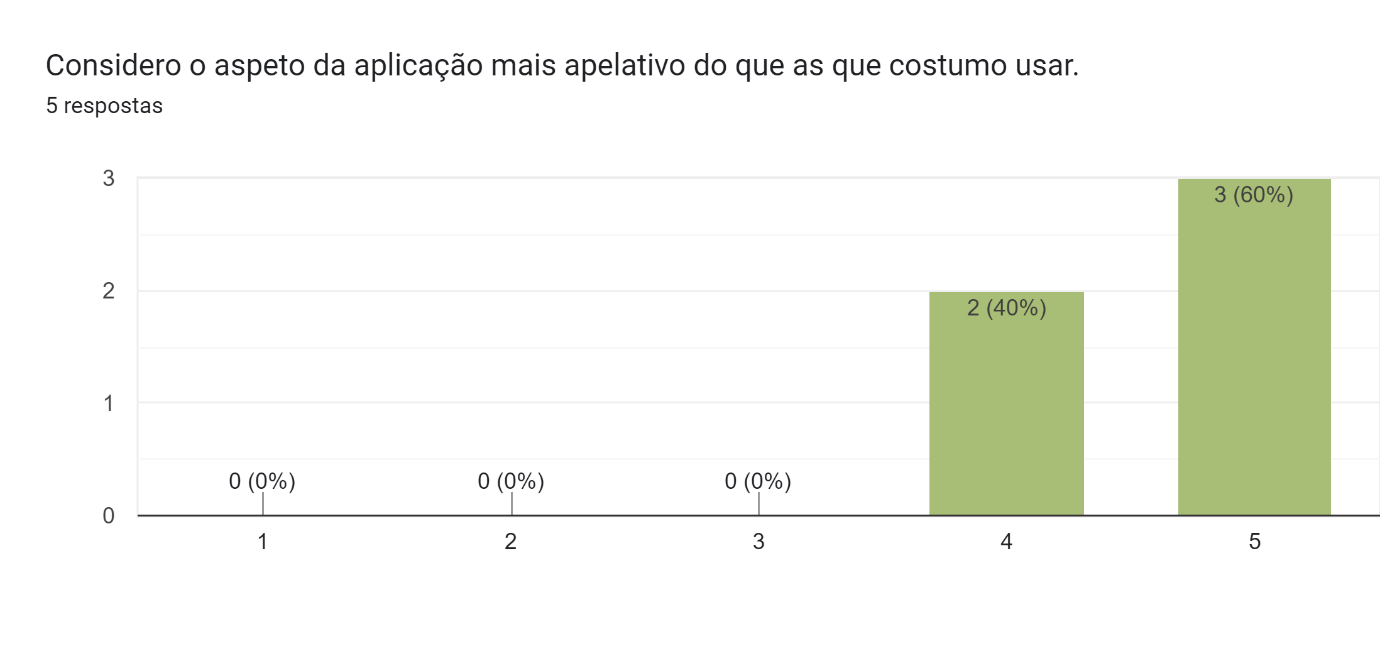 Considero o aspeto da aplicação mais apelativo do que as que costumo usar.
5 respostas
3
3 (60%)
2
2 (40%)
1
0 (0%) 0 (0%) 0 (0%)
0
1 2 3 4 5